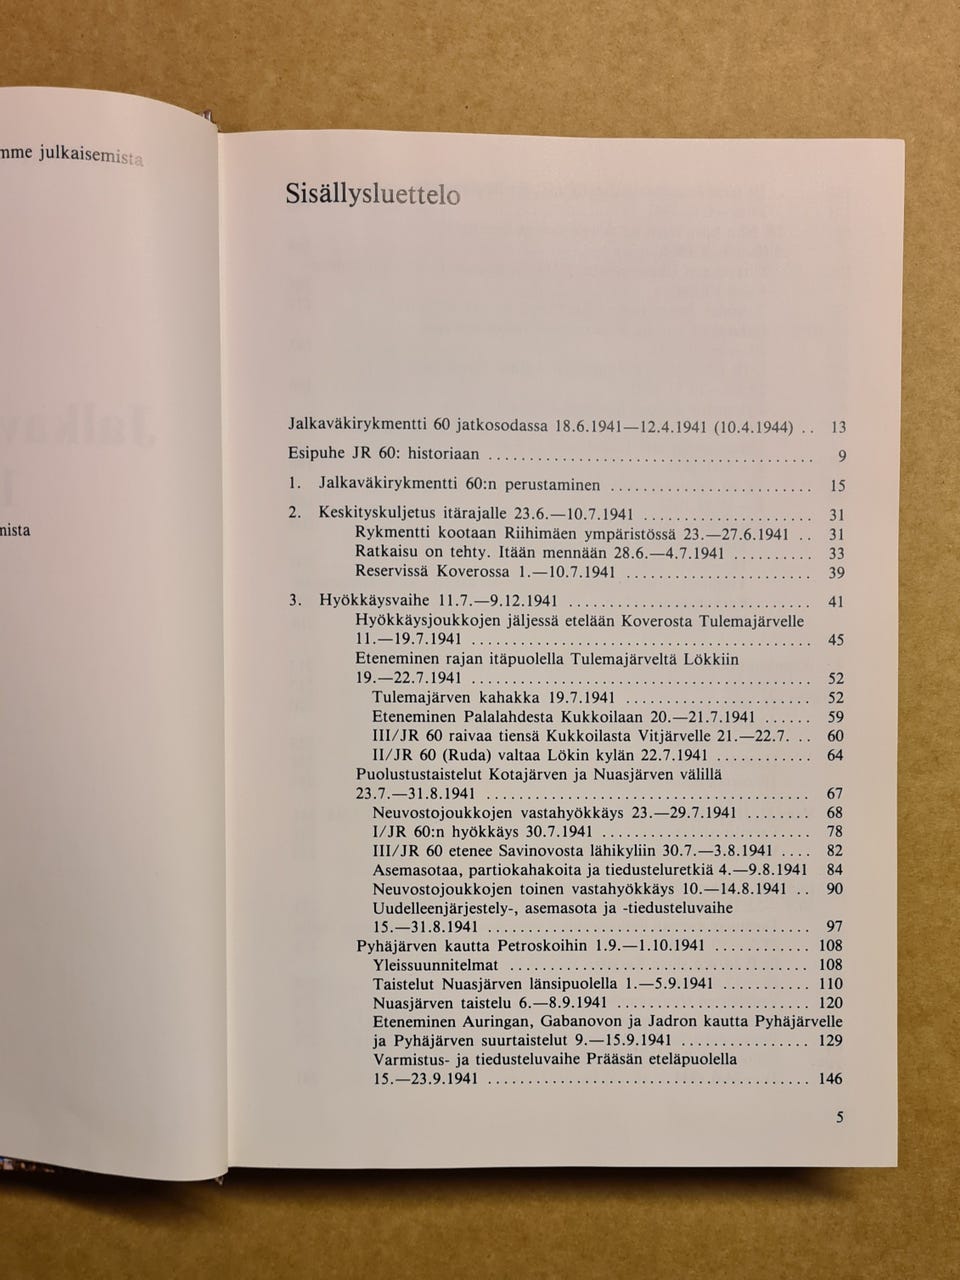 mme julkaisemista
mista
Sisällysluettelo
Jalkaväkirykmentti 60 jatkosodassa 18.6.1941—12.4.1941 (10.4.1944) .. 13
Esipuhe JR 60: historiaan ........................................ 9
1. Jalkaväkirykmentti 60:n perustaminen ......................... 15
2. Keskityskuljetus itärajalle 23.6.—10.7.1941 ..................... 31
Rykmentti kootaan Riihimäen ympäristössä 23.—27.6.1941 .. 31
Ratkaisu on tehty. Itään mennään 28.6.—4.7.1941 .......... 33
Reservissä Koverossa 1.—10.7.1941 ....................... 39
3. Hyökkäysvaihe 11.7.—9.12.1941 .............................. 41
Hyökkäysjoukkojen jäljessä etelään Koverosta Tulemajärvelle
11.—19.7.1941 .......................................... 45
Eteneminen rajan itäpuolella Tulemajärveltä Lökkiin
19.—22.7.1941 .......................................... 52
Tulemajärven kahakka 19.7.1941 ....................... 52
Eteneminen Palalahdesta Kukkoilaan 20.—21.7.1941 ...... 59
III/JR 60 raivaa tiensä Kukkoilasta Vitjärvelle 21.—22.7. .. 60
II/JR 60 (Ruda) valtaa Lökin kylän 22.7.1941 ............ 64
Puolustustaistelut Kotajärven ja Nuasjärven välillä
23.7.—31.8.1941 ........................................ 67
Neuvostojoukkojen vastahyökkäys 23.—29.7.1941 ........ 68
I/JR 60:n hyökkäys 30.7.1941 .......................... 78
III/JR 60 etenee Savinovosta lähikyliin 30.7.—3.8.1941 .... 82
Asemasotaa, partiokahakoita ja tiedusteluretkiä 4.—9.8.1941 84
Neuvostojoukkojen toinen vastahyökkäys 10.—14.8.1941 .. 90
Uudelleenjärjestely-, asemasota ja -tiedusteluvaihe
15.—31.8.1941 ........................................ 97
Pyhäjärven kautta Petroskoihin 1.9.—1.10.1941 ............ 108
Yleissuunnitelmat ..................................... 108
Taistelut Nuasjärven länsipuolella 1.—5.9.1941 ........... 110
Nuasjärven taistelu 6.—8.9.1941 ........................ 120
Eteneminen Auringan, Gabanovon ja Jadron kautta Pyhäjärvelle
ja Pyhäjärven suurtaistelut 9.—15.9.1941 ................ 129
Varmistus- ja tiedusteluvaihe Prääsän eteläpuolella
15.—23.9.1941 ........................................ 146
5